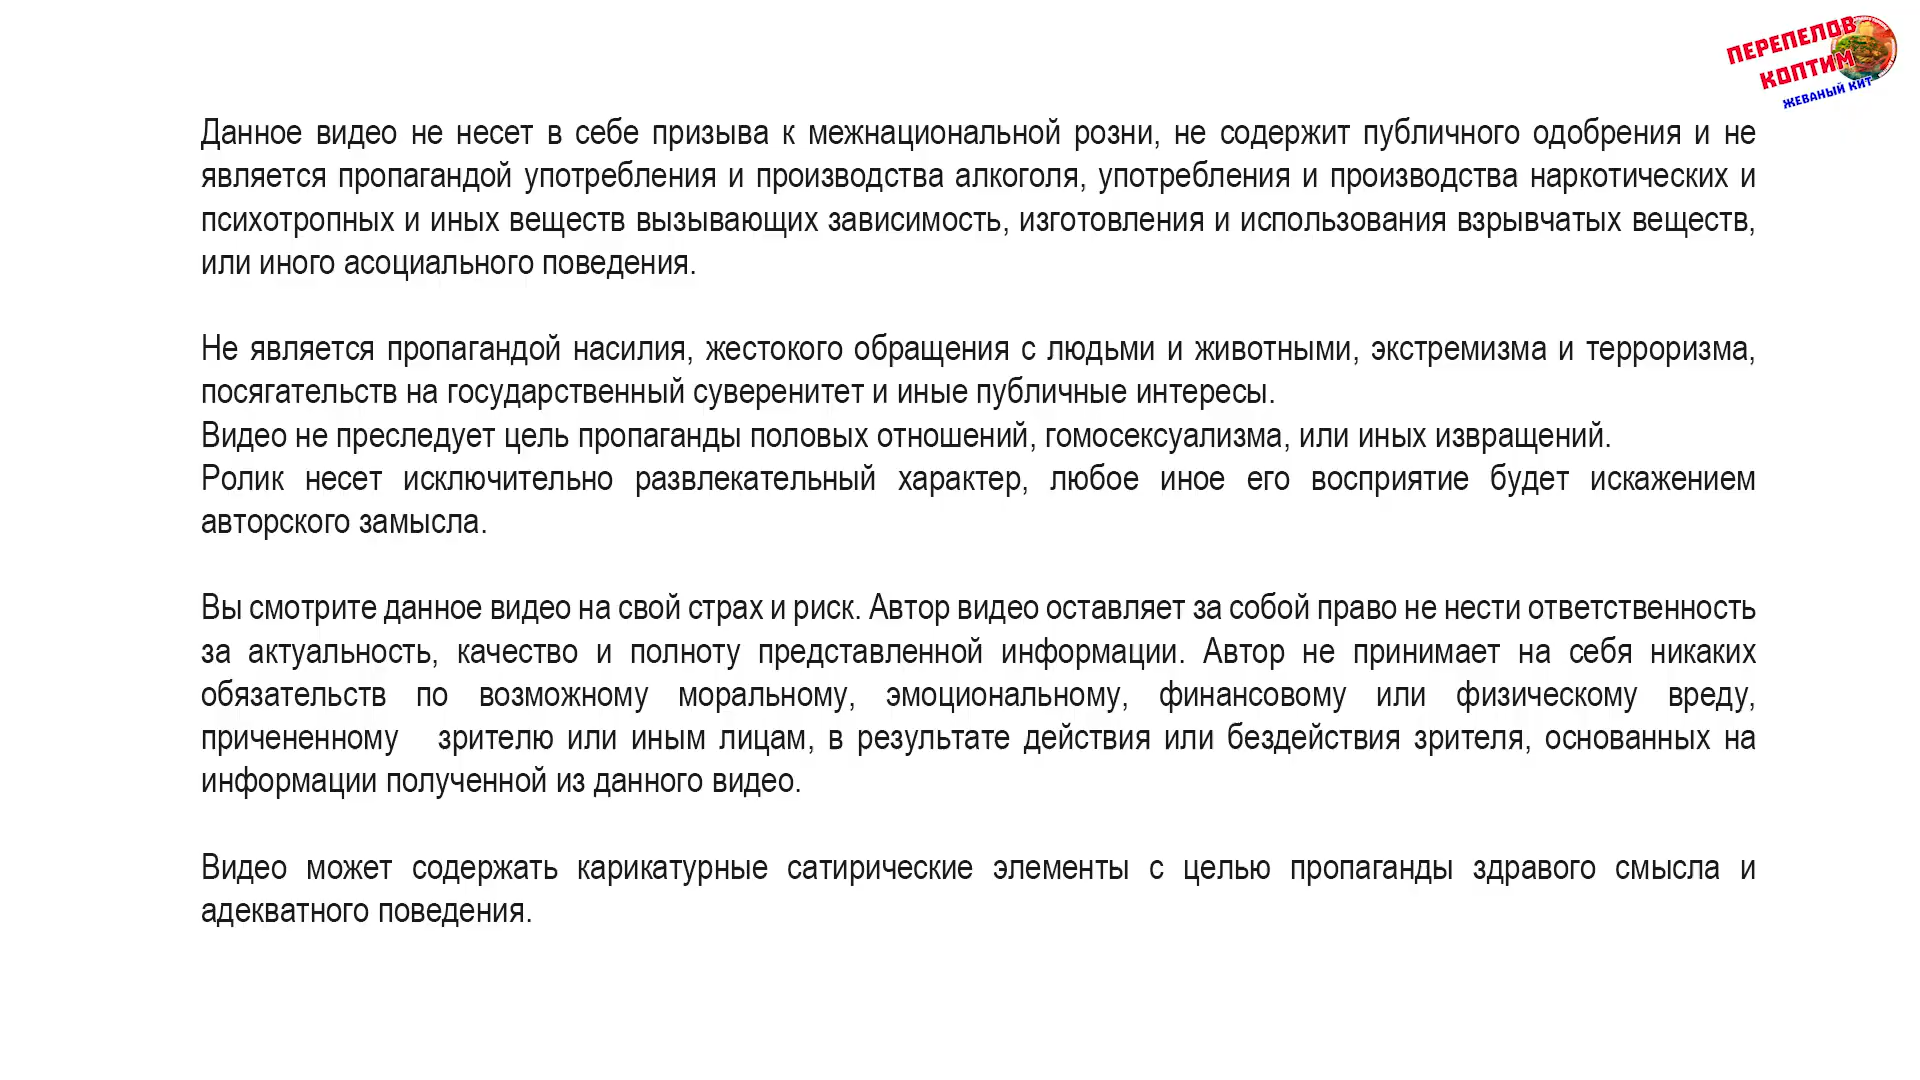 ПЕРЕПЕЛОВ
КОПТИМ
ЖЕВАНЫЙ КИТ
Данное видео не несет в себе призыва к межнациональной розни, не содержит публичного одобрения и не
является пропагандой употребления и производства алкоголя, употребления и производства наркотических и
психотропных и иных веществ вызывающих зависимость, изготовления и использования взрывчатых веществ,
или иного асоциального поведения.
Не является пропагандой насилия, жестокого обращения с людьми и животными, экстремизма и терроризма,
посягательств на государственный суверенитет и иные публичные интересы.
Видео не преследует цель пропаганды половых отношений, гомосексуализма, или иных извращений.
Ролик несет исключительно развлекательный характер, любое иное его восприятие будет искажением
авторского замысла.
Вы смотрите данное видео на свой страх и риск. Автор видео оставляет за собой право не нести ответственность
за актуальность, качество и полноту представленной информации. Автор не принимает на себя никаких
обязательств по возможному моральному, эмоциональному, финансовому или физическому вреду,
причененному зрителю или иным лицам, в результате действия или бездействия зрителя, основанных на
информации полученной из данного видео.
Видео может содержать карикатурные сатирические элементы с целью пропаганды здравого смысла и
адекватного поведения.